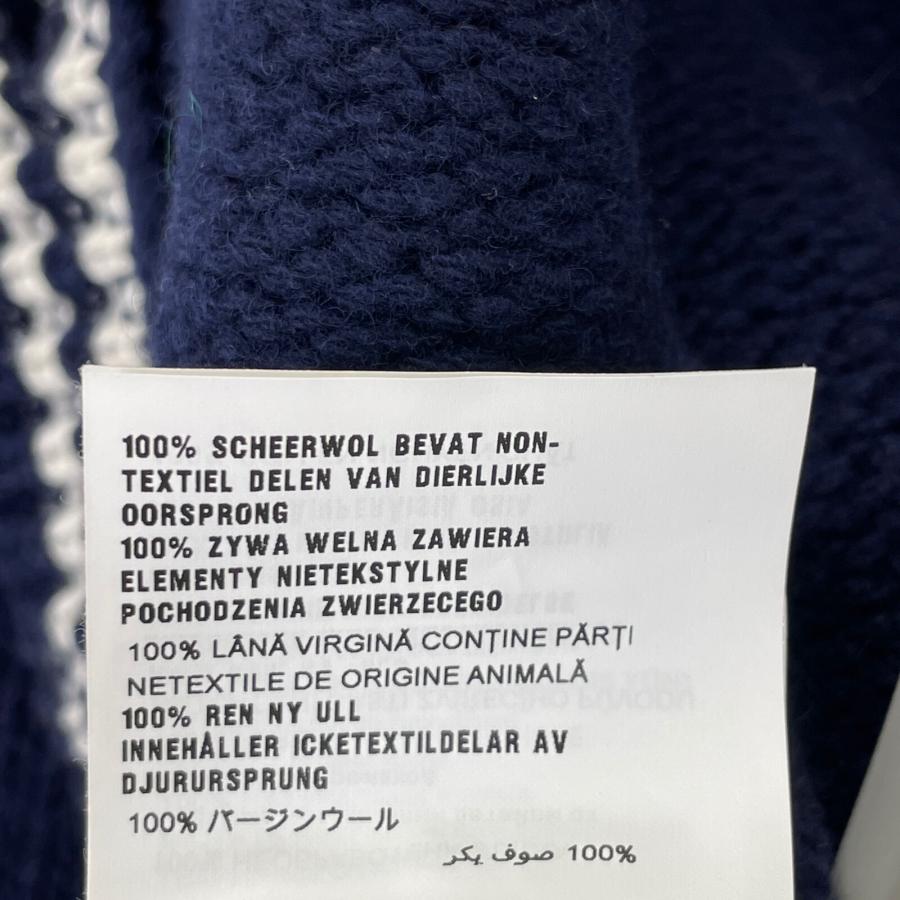 100% SCHEERWOL BEVAT NON-
TEXTIEL DELEN VAN DIERLIJKE
OORSPRONG
100% ZYWA WELNA ZAWIERA
ELEMENTY NIETEKSTYLNE
POCHODZENIA ZWIERZECEGO
100% LÂNĂ VIRGINĂ CONȚINE PĂRȚI
NETEXTILE DE ORIGINE ANIMALĂ
100% REN NY ULL
INNEHÅLLER ICKETEXTILDELAR AV
DJURURSPRUNG
100% バージンウール
100% صوف بكر